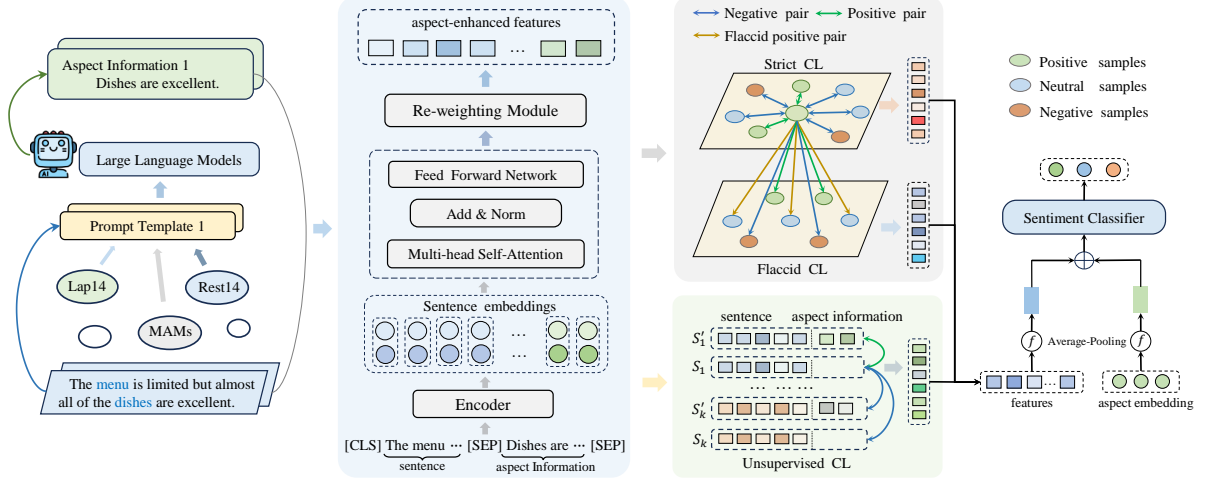 Aspect Information 1
Dishes are excellent.
AI
Large Language Models
Prompt Template 1
Lap14
Rest14
MAMs
The menu is limited but almost
all of the dishes are excellent.
aspect-enhanced features
...
Re-weighting Module
Feed Forward Network
Add & Norm
Multi-head Self-Attention
Sentence embeddings
...
...
Encoder
[CLS] The menu ... [SEP] Dishes are ... [SEP]
sentence
aspect Information
Negative pair
Positive pair
Flaccid positive pair
Strict CL
Flaccid CL
sentence aspect information
S′1
S1
... ... ...
S′k
Sk
Unsupervised CL
Positive samples
Neutral samples
Negative samples
Sentiment Classifier
f Average-Pooling f
...
features
aspect embedding